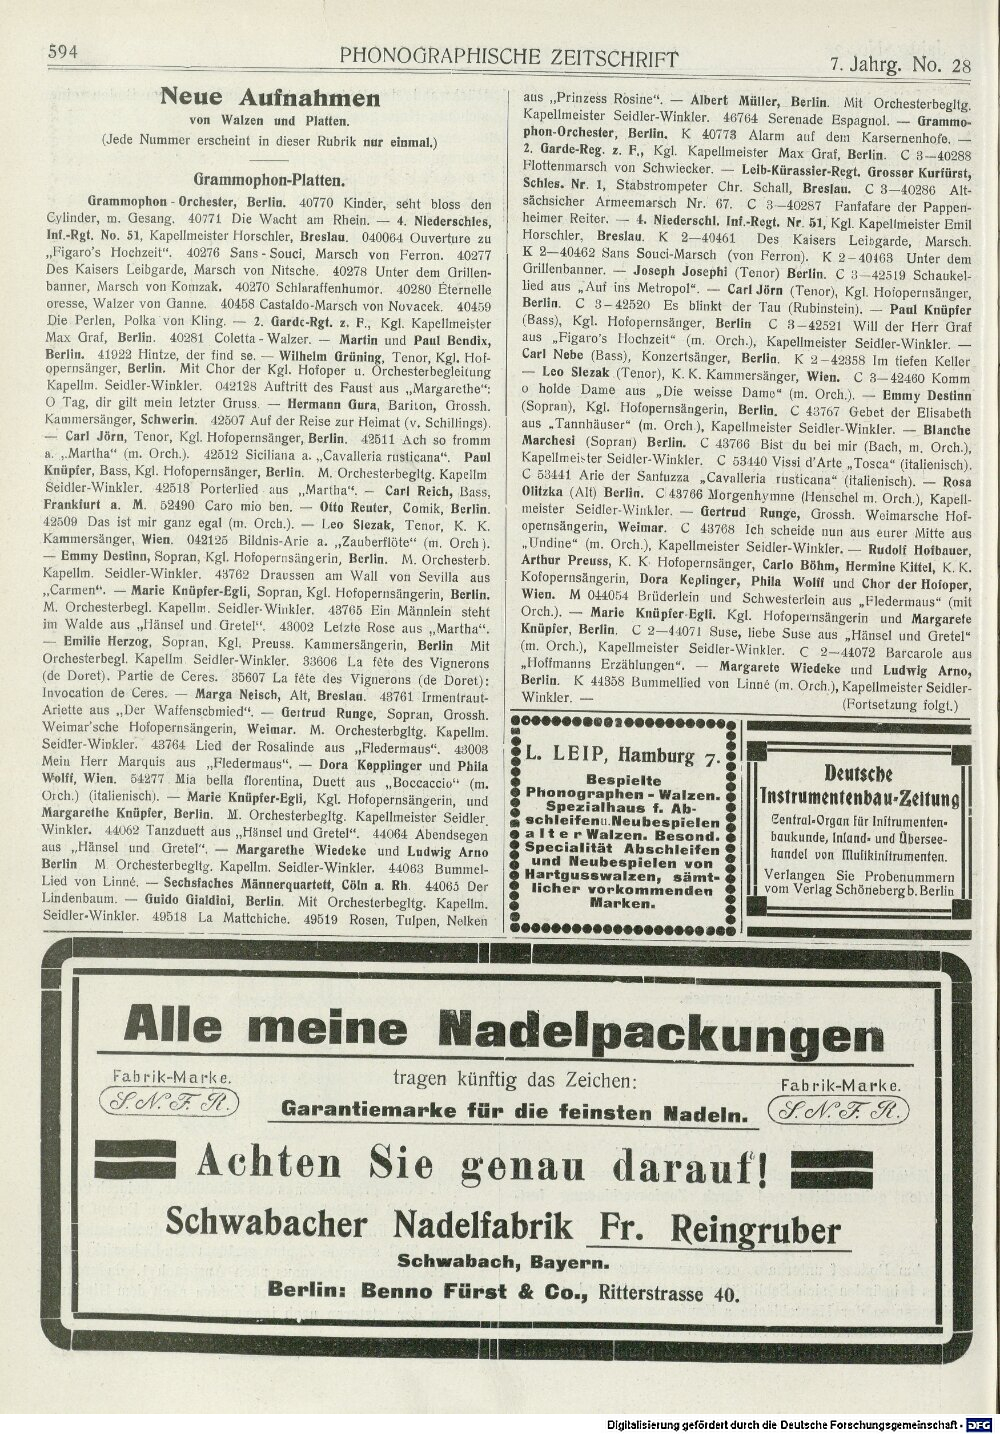 594
PHONOGRAPHISCHE ZEITSCHRIFT
7. Jahrg. No. 28
Neue Aufnahmen
von Walzen und Platten.
(Jede Nummer erscheint in dieser Rubrik nur einmal.)
Grammophon-Platten.
Grammophon-Orchester, Berlin. 40770 Kinder, seht bloss den
Cylinder, m. Gesang. 40771 Die Wacht am Rhein. — 4. Niederschles,
Inf.-Rgt. No. 51, Kapellmeister Horschler, Breslau. 040064 Ouverture zu
„Figaro's Hochzeit“. 40276 Sans-Souci, Marsch von Ferron. 40277
Des Kaisers Leibgarde, Marsch von Nitsche. 40278 Unter dem Grillen-
banner, Marsch von Komzak. 40270 Schlaraffenhumor. 40280 Éternelle
oresse, Walzer von Ganne. 40458 Castaldo-Marsch von Novacek. 40459
Die Perlen, Polka von Kling. — 2. Garde-Rgt. z. F., Kgl. Kapellmeister
Max Graf, Berlin. 40281 Coletta-Walzer. — Martin und Paul Bendix,
Berlin. 41922 Hintze, der find se. — Wilhelm Grüning, Tenor, Kgl. Hof-
opernsänger, Berlin. Mit Chor der Kgl. Hofoper u. Orchesterbegleitung
Kapellm. Seidler-Winkler. 042128 Auftritt des Faust aus „Margarethe“:
O Tag, dir gilt mein letzter Gruss. — Hermann Gura, Bariton, Grossh.
Kammersänger, Schwerin. 42507 Auf der Reise zur Heimat (v. Schillings).
— Carl Jörn, Tenor, Kgl. Hofopernsänger, Berlin. 42511 Ach so fromm
a. „Martha“ (m. Orch.). 42512 Siciliana a. „Cavalleria rusticana“. Paul
Knüpfer, Bass, Kgl. Hofopernsänger, Berlin. M. Orchesterbegltg. Kapellm
Seidler-Winkler. 42513 Porterlied aus „Martha“. — Carl Reich, Bass,
Frankfurt a. M. 52490 Caro mio ben. — Otto Reuter, Comik, Berlin.
42509 Das ist mir ganz egal (m. Orch.). — Leo Slezak, Tenor, K. K.
Kammersänger, Wien. 042125 Bildnis-Arie a. „Zauberflöte“ (m. Orch).
— Emmy Destinn, Sopran, Kgl. Hofopernsängerin, Berlin. M. Orchesterb.
Kapellm. Seidler-Winkler. 43762 Draussen am Wall von Sevilla aus
„Carmen“. — Marie Knüpfer-Egli, Sopran, Kgl. Hofopernsängerin, Berlin.
M. Orchesterbegl. Kapellm. Seidler-Winkler. 43765 Ein Männlein steht
im Walde aus „Hänsel und Gretel“. 43002 Letzte Rose aus „Martha“.
— Emilie Herzog, Sopran, Kgl. Preuss. Kammersängerin, Berlin Mit
Orchesterbegl. Kapellm. Seidler-Winkler. 33606 La fête des Vignerons
(de Doret). Partie de Ceres. 35607 La fête des Vignerons (de Doret):
Invocation de Ceres. — Marga Neisch, Alt, Breslau. 43761 Irmentraut-
Ariette aus „Der Waffenschmied“. — Gertrud Runge, Sopran, Grossh.
Weimar'sche Hofopernsängerin, Weimar. M. Orchesterbgltg. Kapellm.
Seidler-Winkler. 43764 Lied der Rosalinde aus „Fledermaus“. 43003
Mein Herr Marquis aus „Fledermaus“. — Dora Kepplinger und Phila
Wolff, Wien. 54277 Mia bella florentina, Duett aus „Boccaccio“ (m.
Orch.) (italienisch). — Marie Knüpfer-Egli, Kgl. Hofopernsängerin, und
Margarethe Knüpfer, Berlin. M. Orchesterbegltg. Kapellmeister Seidler.
Winkler. 44062 Tanzduett aus „Hänsel und Gretel“. 44064 Abendsegen
aus „Hänsel und Gretel“. — Margarethe Wiedeke und Ludwig Arno
Berlin M. Orchesterbegltg. Kapellm. Seidler-Winkler. 44063 Bummel-
Lied von Linné. — Sechsfaches Männerquartett, Cöln a. Rh. 44065 Der
Lindenbaum. — Guido Gialdini, Berlin. Mit Orchesterbegltg. Kapellm.
Seidler-Winkler. 49518 La Mattchiche. 49519 Rosen, Tulpen, Nelken
aus „Prinzess Rosine“. — Albert Müller, Berlin. Mit Orchesterbegltg.
Kapellmeister Seidler-Winkler. 46764 Serenade Espagnol. — Grammo-
phon-Orchester, Berlin. K 40773 Alarm auf dem Karsernenhofe. —
2. Garde-Reg. z. F., Kgl. Kapellmeister Max Graf, Berlin. C 3—40288
Flottenmarsch von Schwiecker. — Leib-Kürassier-Regt. Grosser Kurfürst,
Schles. Nr. 1, Stabstrompeter Chr. Schall, Breslau. C 3—40286 Alt-
sächsicher Armeemarsch Nr. 67. C 3—40287 Fanfafare der Pappen-
heimer Reiter. — 4. Niederschl. Inf.-Regt. Nr. 51, Kgl. Kapellmeister Emil
Horschler, Breslau. K 2—40461 Des Kaisers Leibgarde, Marsch.
K 2—40462 Sans Souci-Marsch (von Ferron). K 2-40463 Unter dem
Grillenbanner. — Joseph Josephi (Tenor) Berlin. C 3—42519 Schaukel-
lied aus „Auf ins Metropol“. — Carl Jörn (Tenor), Kgl. Hofopernsänger,
Berlin. C 3—42520 Es blinkt der Tau (Rubinstein). — Paul Knüpfer
(Bass), Kgl. Hofopernsänger, Berlin C 3—42521 Will der Herr Graf
aus „Figaro's Hochzeit“ (m. Orch.), Kapellmeister Seidler-Winkler. —
Carl Nebe (Bass), Konzertsänger, Berlin. K 2—42358 Im tiefen Keller
— Leo Slezak (Tenor), K. K. Kammersänger, Wien. C 3—42460 Komm
o holde Dame aus „Die weisse Dame“ (m. Orch.). — Emmy Destinn
(Sopran), Kgl. Hofopernsängerin, Berlin. C 43767 Gebet der Elisabeth
aus „Tannhäuser“ (m. Orch.), Kapellmeister Seidler-Winkler. — Blanche
Marchesi (Sopran) Berlin. C 43766 Bist du bei mir (Bach, m. Orch.),
Kapellmeister Seidler-Winkler. C 53440 Vissi d'Arte „Tosca“ (italienisch).
C 53441 Arie der Santuzza „Cavalleria rusticana“ (italienisch). — Rosa
Olitzka (Alt) Berlin. C 43766 Morgenhymne (Henschel m. Orch.), Kapell-
meister Seidler-Winkler. — Gertrud Runge, Grossh. Weimarsche Hof-
opernsängerin, Weimar. C 43768 Ich scheide nun aus eurer Mitte aus
„Undine“ (m. Orch.), Kapellmeister Seidler-Winkler. — Rudolf Hofbauer,
Arthur Preuss, K. K Hofopernsänger, Carlo Böhm, Hermine Kittel, K. K.
Kofopernsängerin, Dora Keplinger, Phila Wolff und Chor der Hofoper,
Wien. M 044054 Brüderlein und Schwesterlein aus „Fledermaus“ (mit
Orch.). — Marie Knüpfer-Egli. Kgl. Hofopernsängerin und Margarete
Knüpfer, Berlin. C 2—44071 Suse, liebe Suse aus „Hänsel und Gretel“
(m. Orch.), Kapellmeister Seidler-Winkler. C 2—44072 Barcarole aus
„Hoffmanns Erzählungen“. — Margarete Wiedeke und Ludwig Arno,
Berlin. K 44358 Bummellied von Linné (m. Orch.), Kapellmeister Seidler-
Winkler. —
(Fortsetzung folgt.)
L. LEIP, Hamburg 7.
Bespielte
Phonographen-Walzen.
Spezialhaus f. Ab-
schleifen u. Neubespielen
alter Walzen. Besond.
Specialität Abschleifen
und Neubespielen von
Hartgusswalzen, sämt-
licher vorkommenden
Marken.
Deutsche
Instrumentenbau-Zeitung
Central-Organ für Instrumenten-
baukunde, Inland- und Übersee-
handel von Musikinstrumenten.
Verlangen Sie Probenummern
vom Verlag Schöneberg b. Berlin
Alle meine Nadelpackungen
Fabrik-Marke.
S. N. F. R.
tragen künftig das Zeichen:
Garantiemarke für die feinsten Nadeln.
Fabrik-Marke.
S. N. F. R.
Achten Sie genau darauf!
Schwabacher Nadelfabrik Fr. Reingruber
Schwabach, Bayern.
Berlin: Benno Fürst & Co., Ritterstrasse 40.
Digitalisierung gefördert durch die Deutsche Forschungsgemeinschaft - DFG